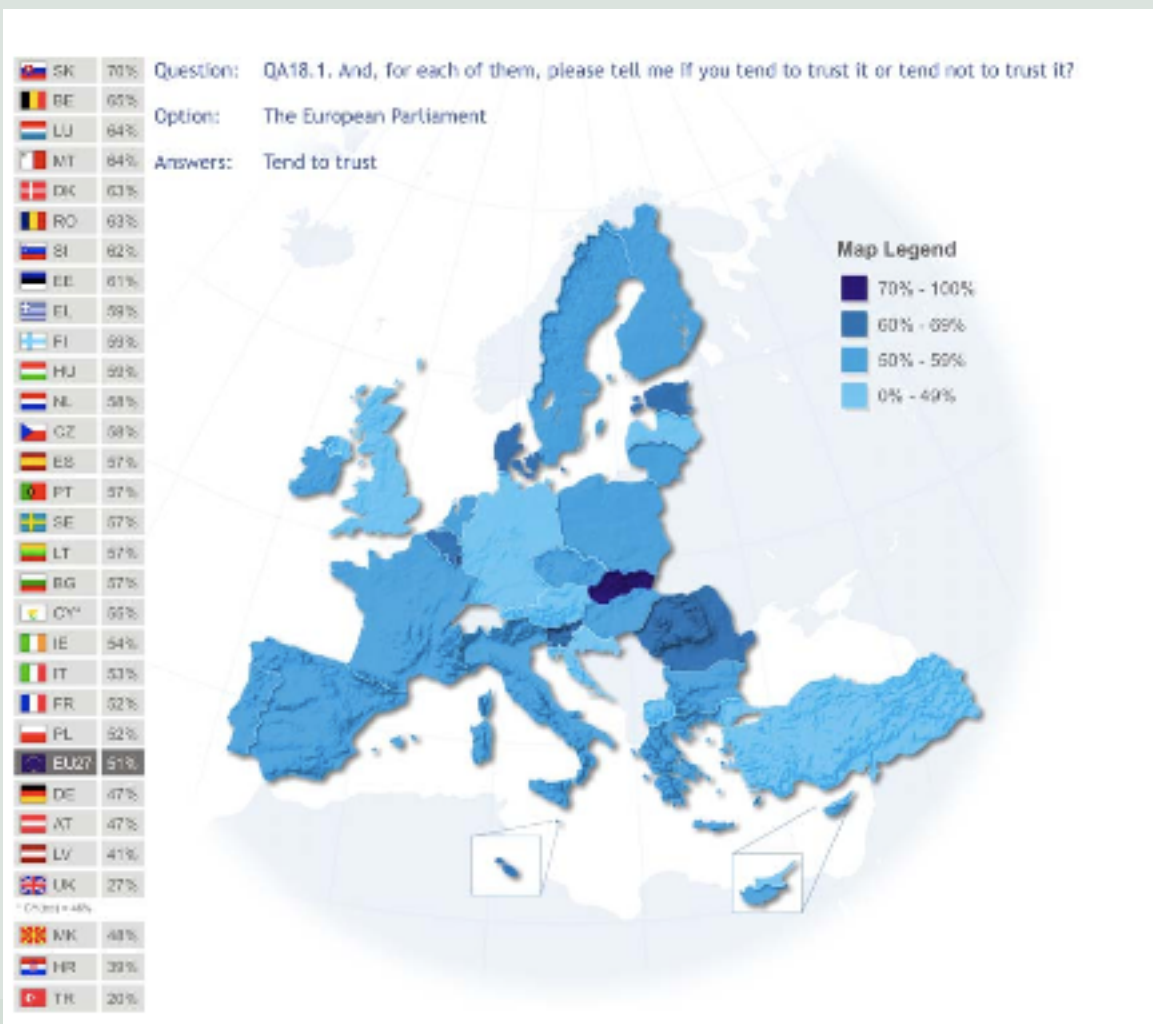 Question: QA18.1. And, for each of them, please tell me if you tend to trust it or tend not to trust it?
Option: The European Parliament
Answers: Tend to trust
SK 70%
BE 65%
LU 64%
MT 64%
DK 63%
RO 63%
SI 62%
EE 61%
EL 59%
FI 59%
HU 59%
NL 58%
CZ 58%
ES 57%
PT 57%
SE 57%
LT 57%
BG 57%
CY* 55%
IE 54%
IT 53%
FR 52%
PL 52%
EU27 51%
DE 47%
AT 47%
LV 41%
UK 27%
MK 48%
HR 39%
TR 20%
Map Legend
70% - 100%
60% - 69%
50% - 59%
0% - 49%